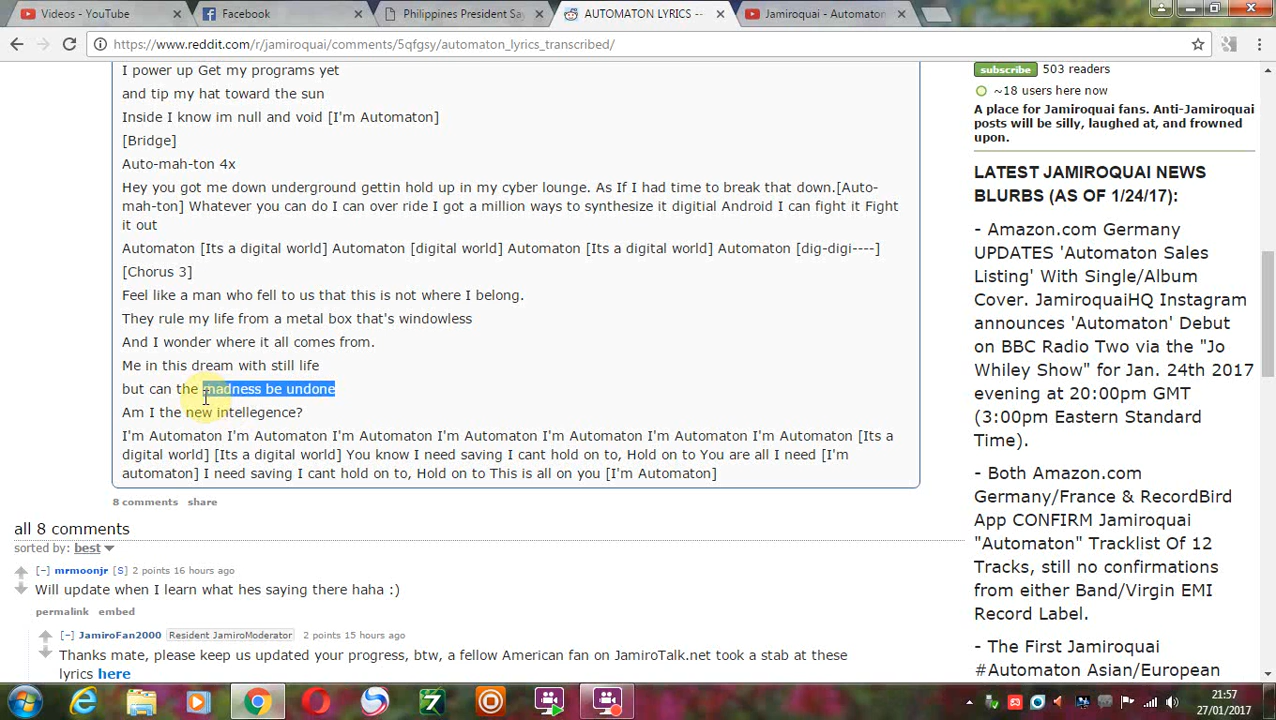 Videos - YouTube
Facebook
Philippines President Sa
AUTOMATON LYRICS --
Jamiroquai - Automaton
https://www.reddit.com/r/jamiroquai/comments/5qfgsy/automaton_lyrics_transcribed/
I power up Get my programs yet
and tip my hat toward the sun
Inside I know im null and void [I'm Automaton]
[Bridge]
Auto-mah-ton 4x
Hey you got me down underground gettin hold up in my cyber lounge. As If I had time to break that down.[Auto-
mah-ton] Whatever you can do I can over ride I got a million ways to synthesize it digitial Android I can fight it Fight
it out
Automaton [Its a digital world] Automaton [digital world] Automaton [Its a digital world] Automaton [dig-digi----]
[Chorus 3]
Feel like a man who fell to us that this is not where I belong.
They rule my life from a metal box that's windowless
And I wonder where it all comes from.
Me in this dream with still life
but can the madness be undone
Am I the new intellegence?
I'm Automaton I'm Automaton I'm Automaton I'm Automaton I'm Automaton I'm Automaton I'm Automaton [Its a
digital world] [Its a digital world] You know I need saving I cant hold on to, Hold on to You are all I need [I'm
automaton] I need saving I cant hold on to, Hold on to This is all on you [I'm Automaton]
8 comments share
all 8 comments
sorted by: best
[–] mrmoonjr [S] 2 points 16 hours ago
Will update when I learn what hes saying there haha :)
permalink embed
[–] JamiroFan2000 Resident JamiroModerator 2 points 15 hours ago
Thanks mate, please keep us updated your progress, btw, a fellow American fan on JamiroTalk.net took a stab at these
lyrics here
subscribe 503 readers
~18 users here now
A place for Jamiroquai fans. Anti-Jamiroquai
posts will be silly, laughed at, and frowned
upon.
LATEST JAMIROQUAI NEWS
BLURBS (AS OF 1/24/17):
- Amazon.com Germany
UPDATES 'Automaton Sales
Listing' With Single/Album
Cover. JamiroquaiHQ Instagram
announces 'Automaton' Debut
on BBC Radio Two via the "Jo
Whiley Show" for Jan. 24th 2017
evening at 20:00pm GMT
(3:00pm Eastern Standard
Time).
- Both Amazon.com
Germany/France & RecordBird
App CONFIRM Jamiroquai
"Automaton" Tracklist Of 12
Tracks, still no confirmations
from either Band/Virgin EMI
Record Label.
- The First Jamiroquai
#Automaton Asian/European
21:57
27/01/2017